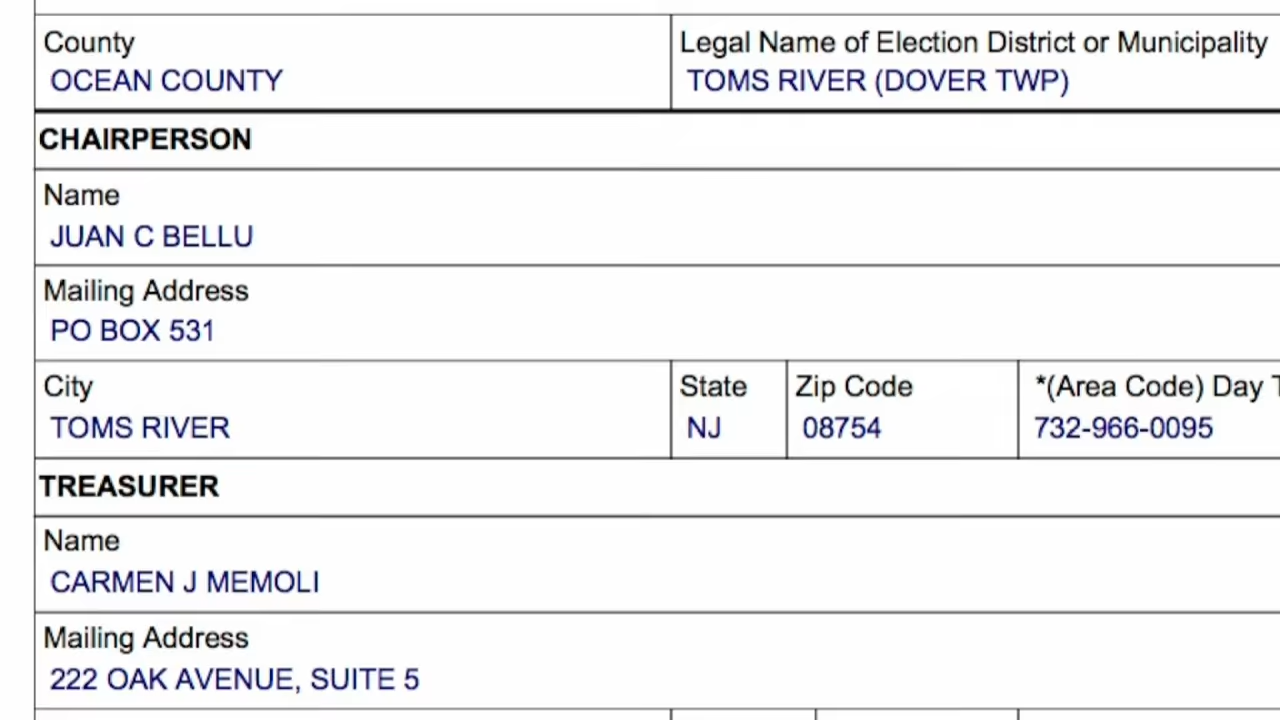 County
Legal Name of Election District or Municipality
OCEAN COUNTY
TOMS RIVER (DOVER TWP)
CHAIRPERSON
Name
JUAN C BELLU
Mailing Address
PO BOX 531
City
State
Zip Code
*(Area Code) Day
TOMS RIVER
NJ
08754
732-966-0095
TREASURER
Name
CARMEN J MEMOLI
Mailing Address
222 OAK AVENUE, SUITE 5